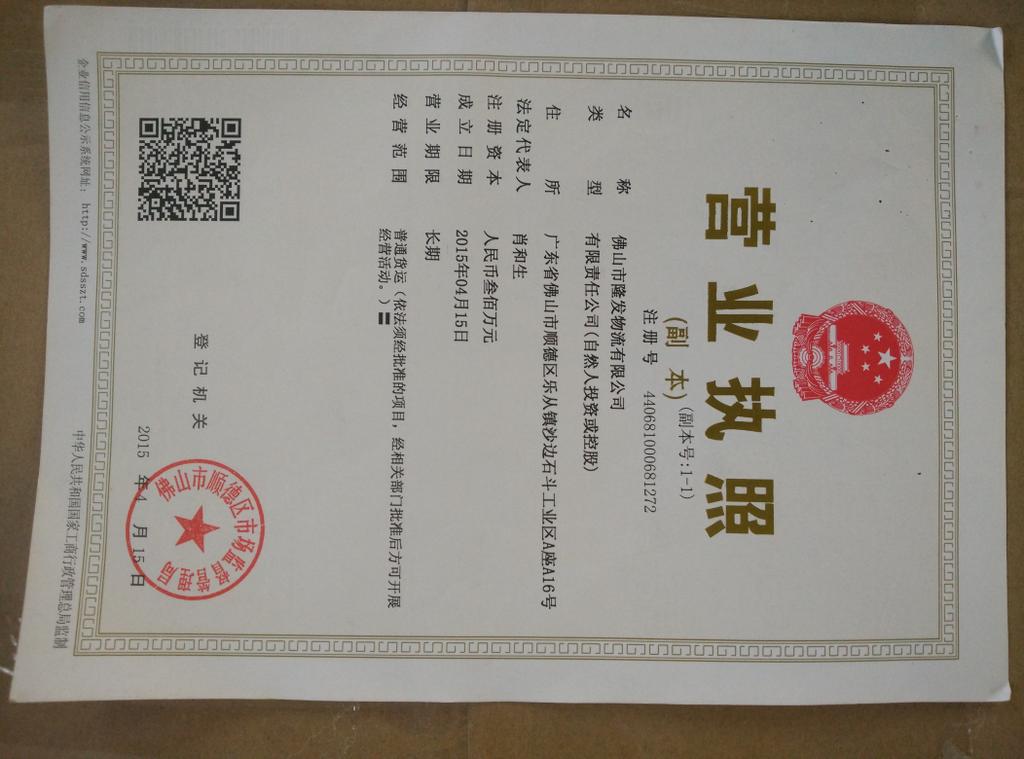 营业执照
(副 本)(副本号:1-1)
注册号 440681000681272
名称 佛山市隆发物流有限公司
类型 有限责任公司(自然人投资或控股)
住所 广东省佛山市顺德区乐从镇沙边石斗工业区A座A16号
法定代表人 肖和生
注册资本 人民币叁佰万元
成立日期 2015年04月15日
营业期限 长期
经营范围 普通货运(依法须经批准的项目，经相关部门批准后方可开展
经营活动。)〓
登记机关
佛山市顺德区市场监督管理局
2015 年 4 月 15 日
企业信用信息公示系统网址: http://www.sdsszt.com
中华人民共和国国家工商行政管理总局监制